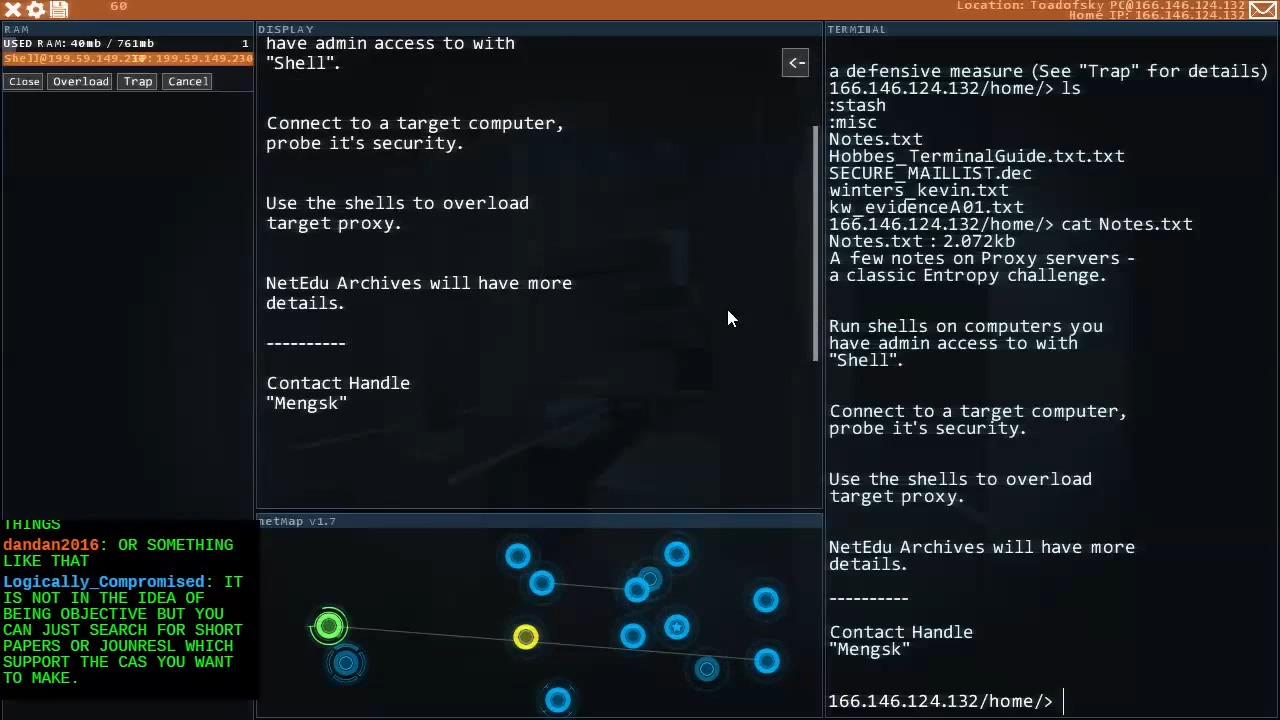 60
Location: Toadofsky PC@166.146.124.132
Home IP: 166.146.124.132
RAM
USED RAM: 40mb / 761mb 1
IP: 199.59.149.230
Close Overload Trap Cancel
THINGS
dandan2016: OR SOMETHING
LIKE THAT
Logically_Compromised: IT
IS NOT IN THE IDEA OF
BEING OBJECTIVE BUT YOU
CAN JUST SEARCH FOR SHORT
PAPERS OR JOUNRESL WHICH
SUPPORT THE CAS YOU WANT
TO MAKE.
DISPLAY
have admin access to with
"Shell".
<-
Connect to a target computer,
probe it's security.
Use the shells to overload
target proxy.
NetEdu Archives will have more
details.
----------
Contact Handle
"Mengsk"
netMap v1.7
TERMINAL
a defensive measure (See "Trap" for details)
166.146.124.132/home/> ls
:stash
:misc
Notes.txt
Hobbes_TerminalGuide.txt.txt
SECURE_MAILLIST.dec
winters_kevin.txt
kw_evidenceA01.txt
166.146.124.132/home/> cat Notes.txt
Notes.txt : 2.072kb
A few notes on Proxy servers -
a classic Entropy challenge.
Run shells on computers you
have admin access to with
"Shell".
Connect to a target computer,
probe it's security.
Use the shells to overload
target proxy.
NetEdu Archives will have more
details.
----------
Contact Handle
"Mengsk"
166.146.124.132/home/>